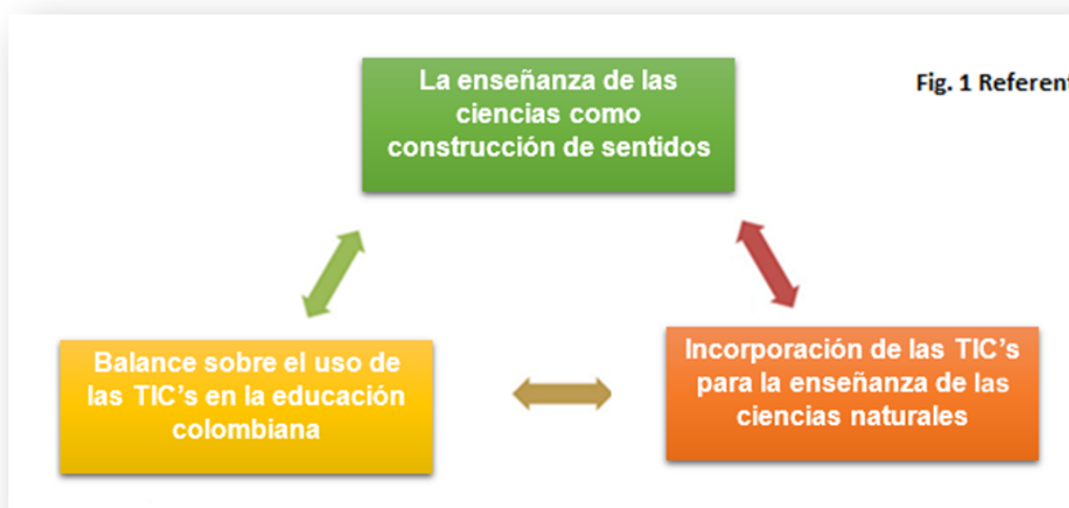 La enseñanza de las
ciencias como
construcción de sentidos
Fig. 1 Referent
Balance sobre el uso de
las TIC's en la educación
colombiana
Incorporación de las TIC's
para la enseñanza de las
ciencias naturales